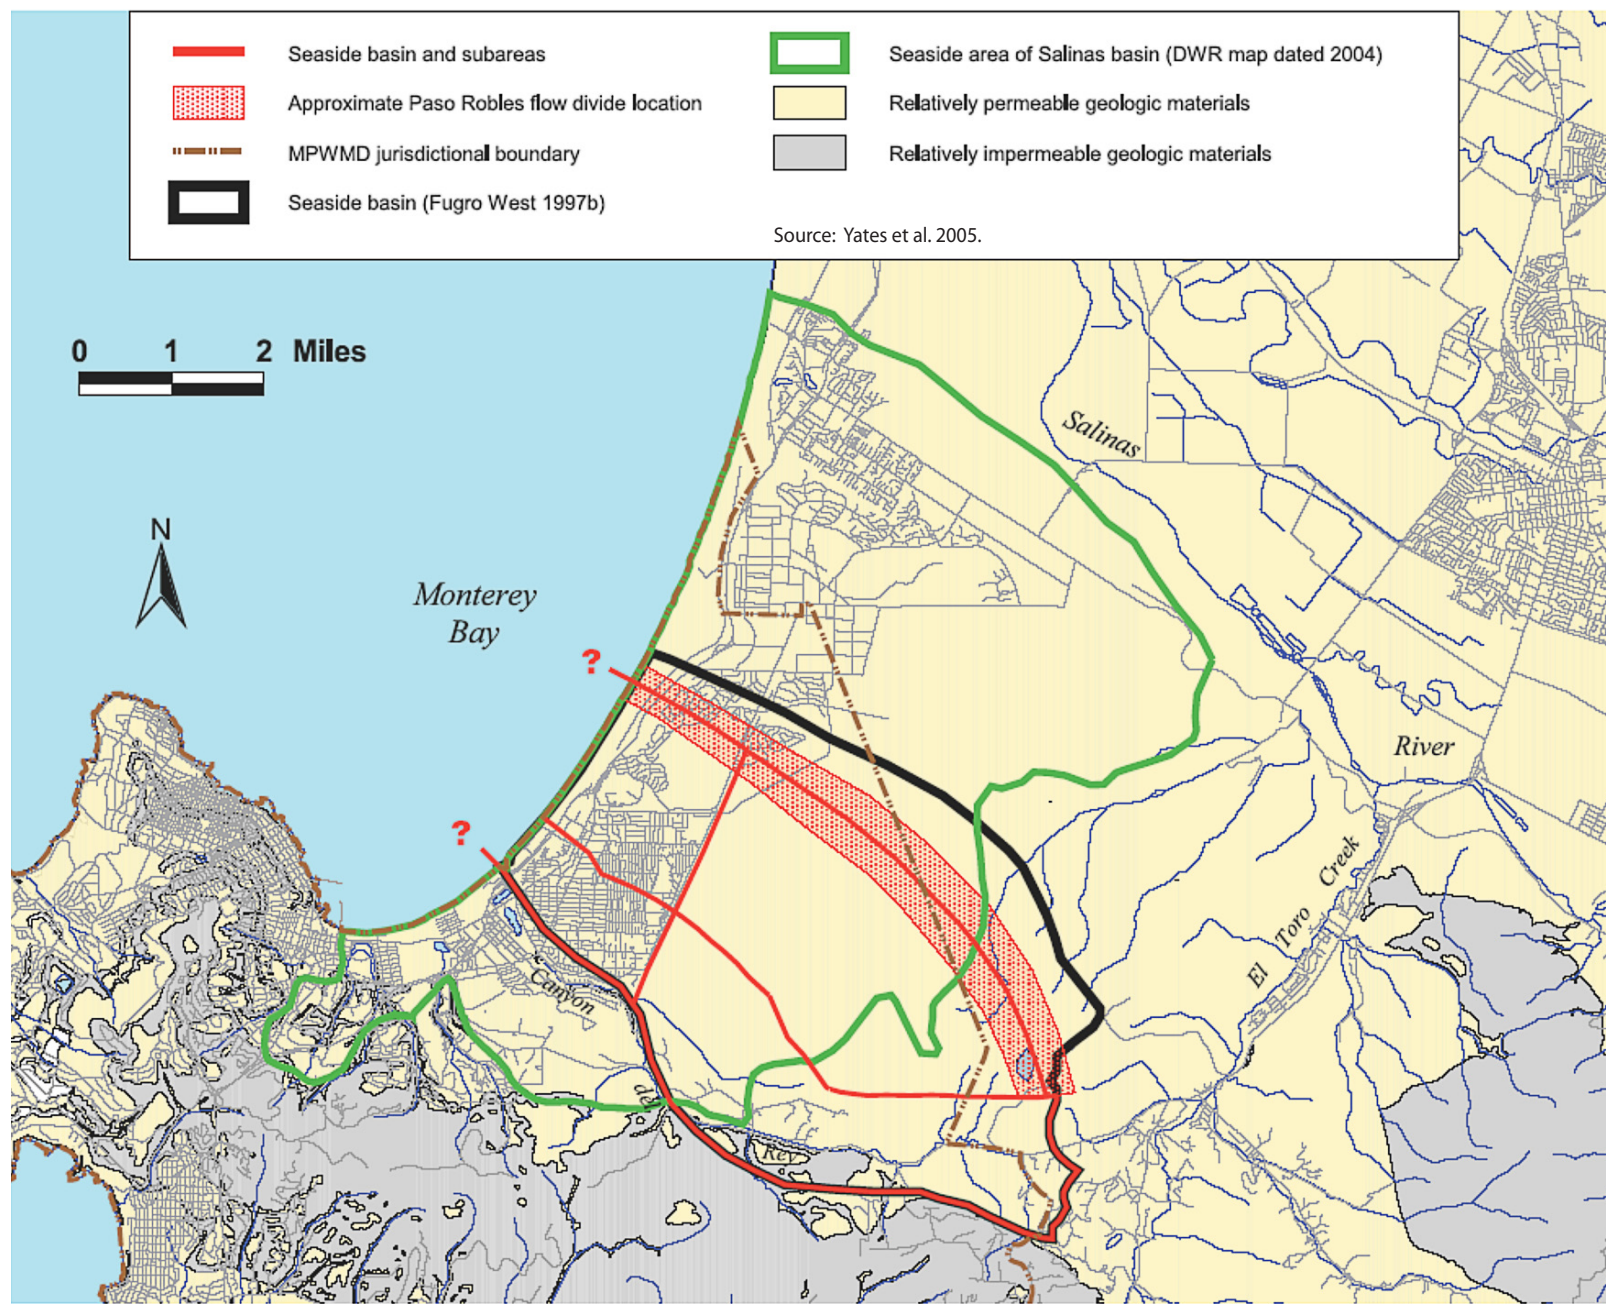 Seaside basin and subareas
Approximate Paso Robles flow divide location
MPWMD jurisdictional boundary
Seaside basin (Fugro West 1997b)
Seaside area of Salinas basin (DWR map dated 2004)
Relatively permeable geologic materials
Relatively impermeable geologic materials
Source: Yates et al. 2005.
0 1 2 Miles
N
Salinas
Monterey
Bay
?
River
?
El Toro Creek
Canyon
del
Rey